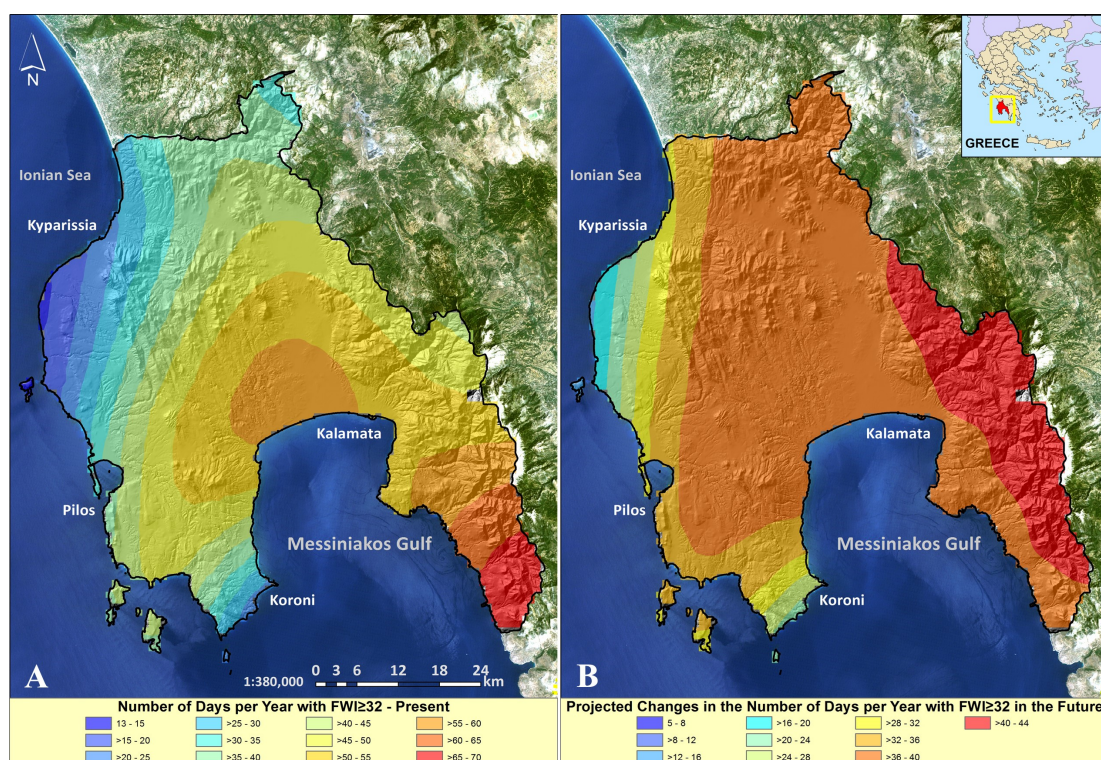 N
Ionian Sea
Kyparissia
Kalamata
Pilos
Messiniakos Gulf
Koroni
A
0 3 6 12 18 24
1:380,000 km
Number of Days per Year with FWI≥32 - Present
13 - 15 >25 - 30 >40 - 45 >55 - 60
>15 - 20 >30 - 35 >45 - 50 >60 - 65
>20 - 25 >35 - 40 >50 - 55 >65 - 70
GREECE
Ionian Sea
Kyparissia
Kalamata
Pilos
Messiniakos Gulf
Koroni
B
Projected Changes in the Number of Days per Year with FWI≥32 in the Future
5 - 8 >16 - 20 >28 - 32 >40 - 44
>8 - 12 >20 - 24 >32 - 36
>12 - 16 >24 - 28 >36 - 40